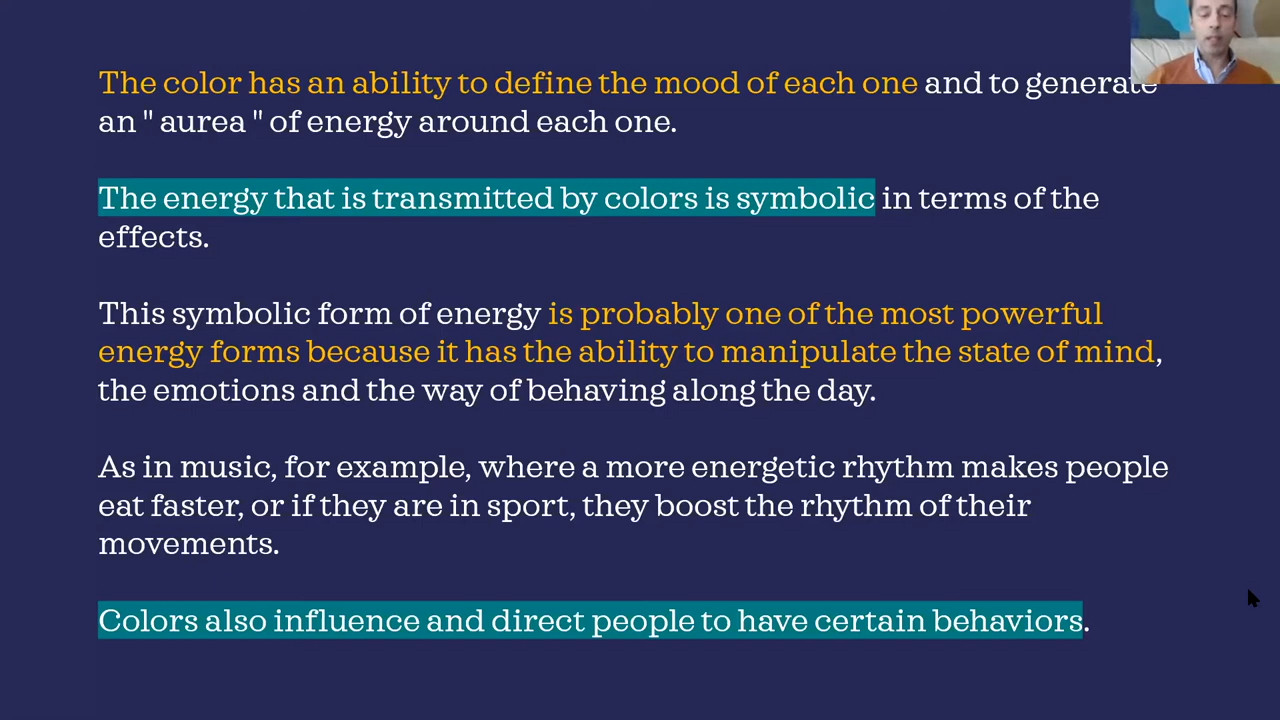 The color has an ability to define the mood of each one and to generate
an " aurea " of energy around each one.
The energy that is transmitted by colors is symbolic in terms of the
effects.
This symbolic form of energy is probably one of the most powerful
energy forms because it has the ability to manipulate the state of mind,
the emotions and the way of behaving along the day.
As in music, for example, where a more energetic rhythm makes people
eat faster, or if they are in sport, they boost the rhythm of their
movements.
Colors also influence and direct people to have certain behaviors.